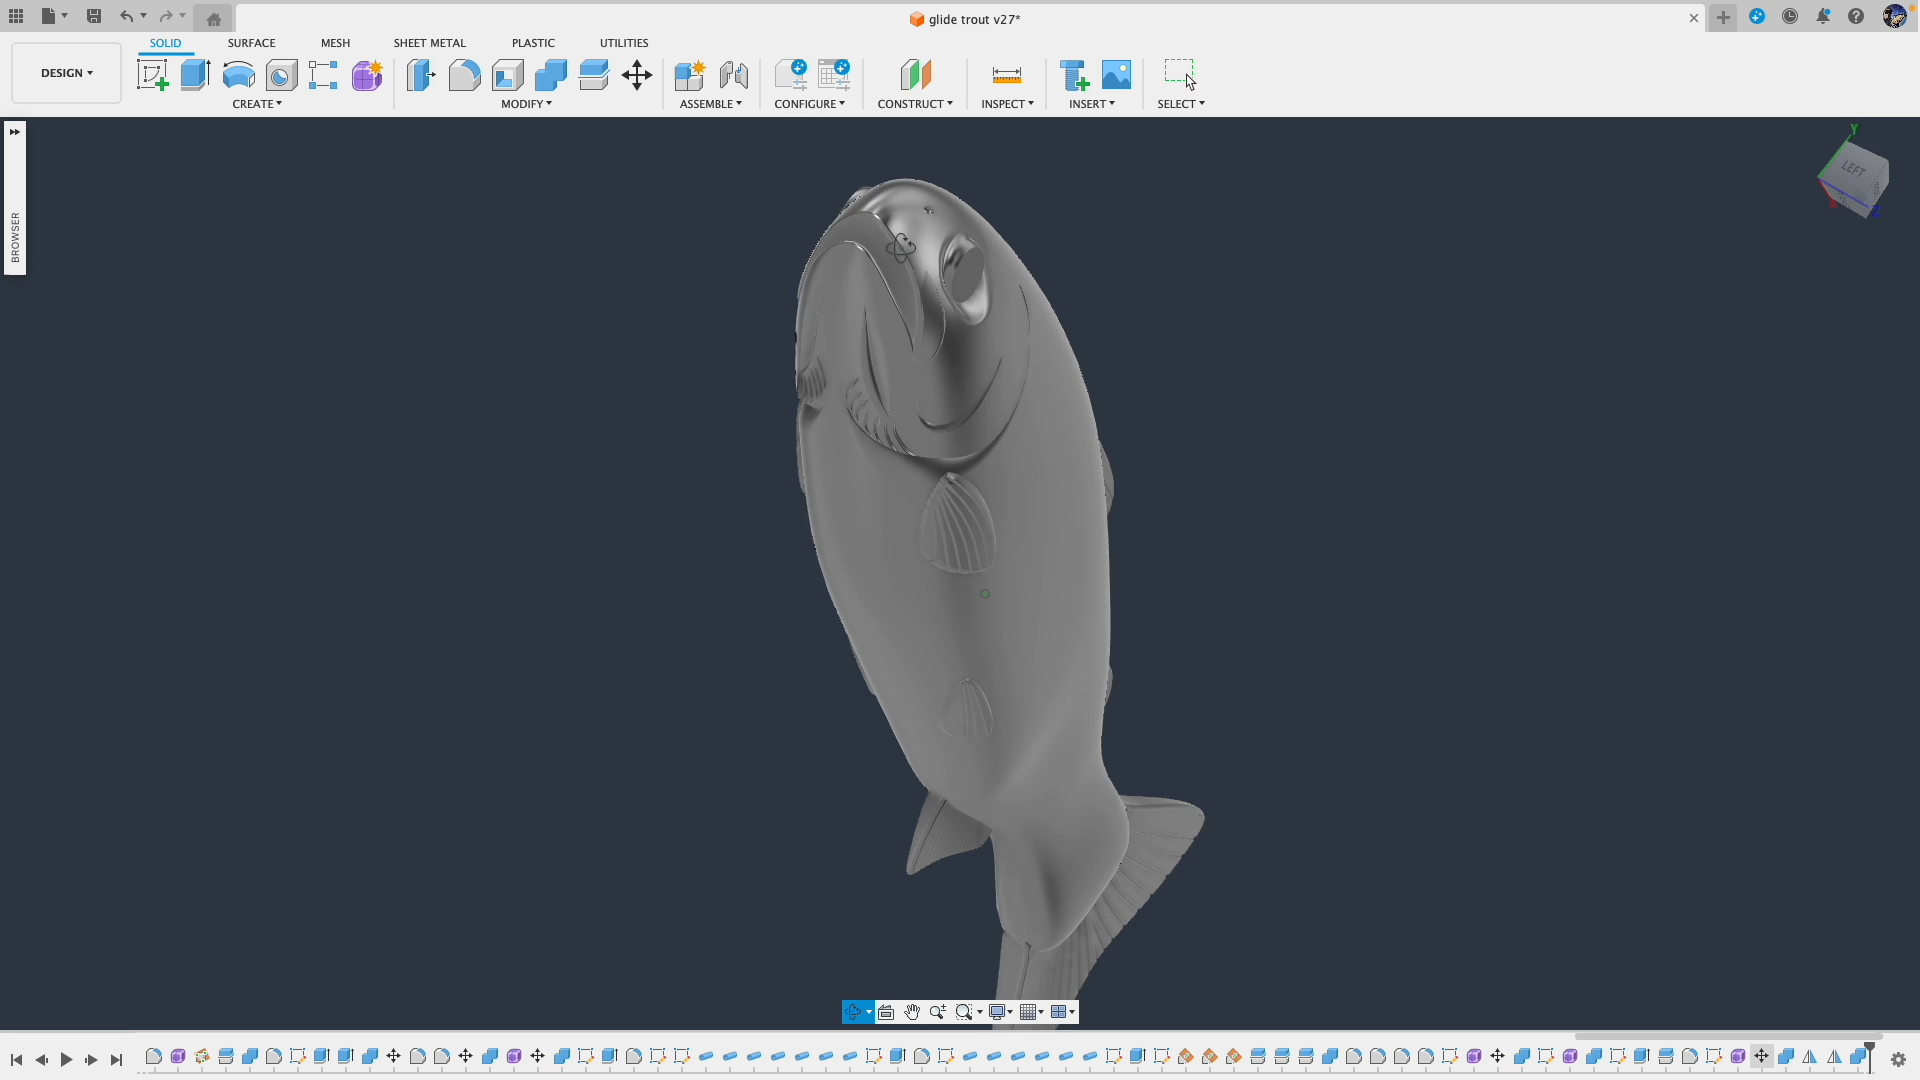 glide trout v27*
SOLID SURFACE MESH SHEET METAL PLASTIC UTILITIES
DESIGN
CREATE MODIFY ASSEMBLE CONFIGURE CONSTRUCT INSPECT INSERT SELECT
BROWSER
Y
LEFT
X
Z